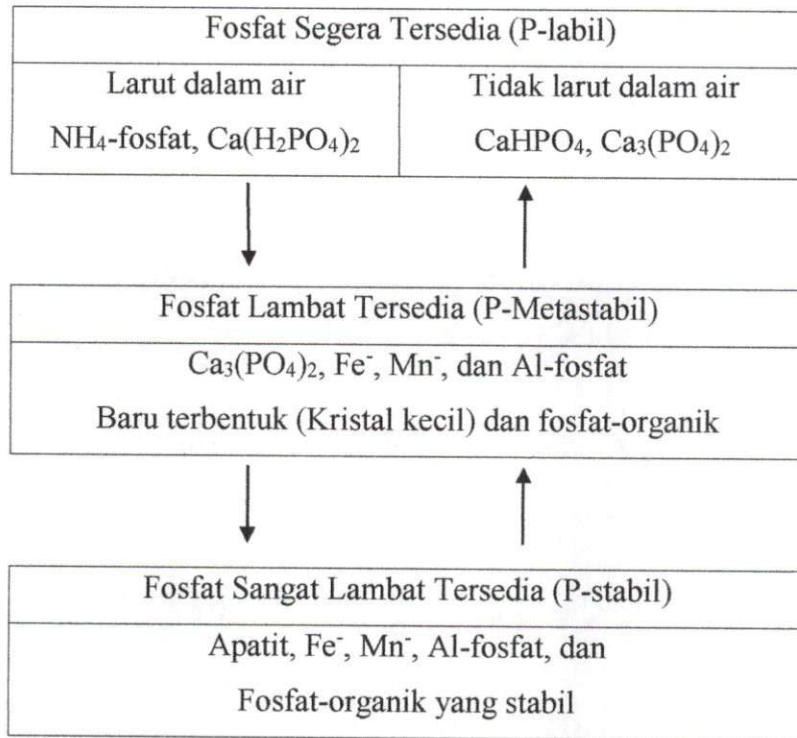 Fosfat Segera Tersedia (P-labil)
Larut dalam air
NH₄-fosfat, Ca(H₂PO₄)₂
Tidak larut dalam air
CaHPO₄, Ca₃(PO₄)₂
Fosfat Lambat Tersedia (P-Metastabil)
Ca₃(PO₄)₂, Fe⁻, Mn⁻, dan Al-fosfat
Baru terbentuk (Kristal kecil) dan fosfat-organik
Fosfat Sangat Lambat Tersedia (P-stabil)
Apatit, Fe⁻, Mn⁻, Al-fosfat, dan
Fosfat-organik yang stabil